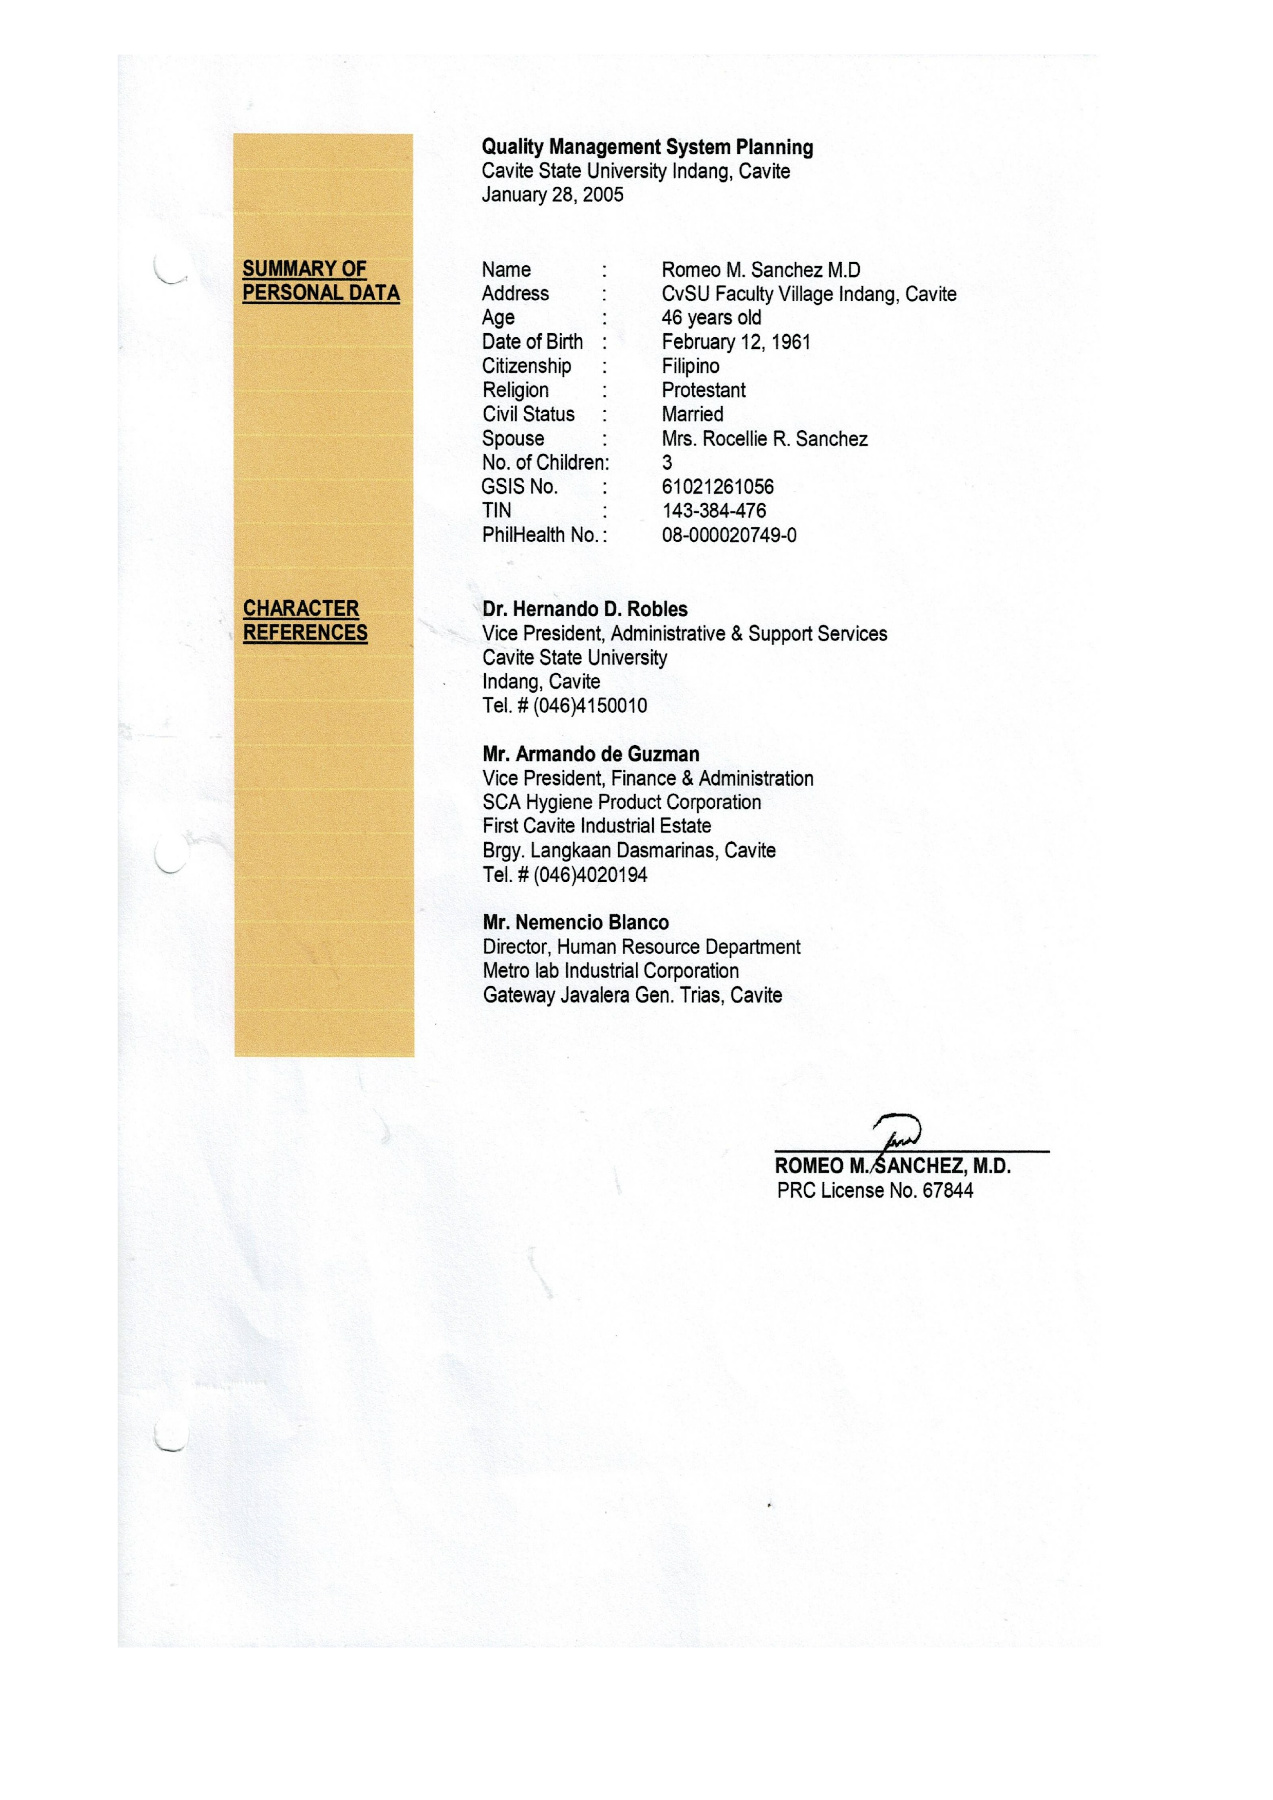 Quality Management System Planning
Cavite State University Indang, Cavite
January 28, 2005
SUMMARY OF
PERSONAL DATA
Name : Romeo M. Sanchez M.D
Address : CvSU Faculty Village Indang, Cavite
Age : 46 years old
Date of Birth : February 12, 1961
Citizenship : Filipino
Religion : Protestant
Civil Status : Married
Spouse : Mrs. Rocellie R. Sanchez
No. of Children: 3
GSIS No. : 61021261056
TIN : 143-384-476
PhilHealth No. : 08-000020749-0
CHARACTER
REFERENCES
Dr. Hernando D. Robles
Vice President, Administrative & Support Services
Cavite State University
Indang, Cavite
Tel. # (046)4150010
Mr. Armando de Guzman
Vice President, Finance & Administration
SCA Hygiene Product Corporation
First Cavite Industrial Estate
Brgy. Langkaan Dasmarinas, Cavite
Tel. # (046)4020194
Mr. Nemencio Blanco
Director, Human Resource Department
Metro lab Industrial Corporation
Gateway Javalera Gen. Trias, Cavite
ROMEO M. SANCHEZ, M.D.
PRC License No. 67844